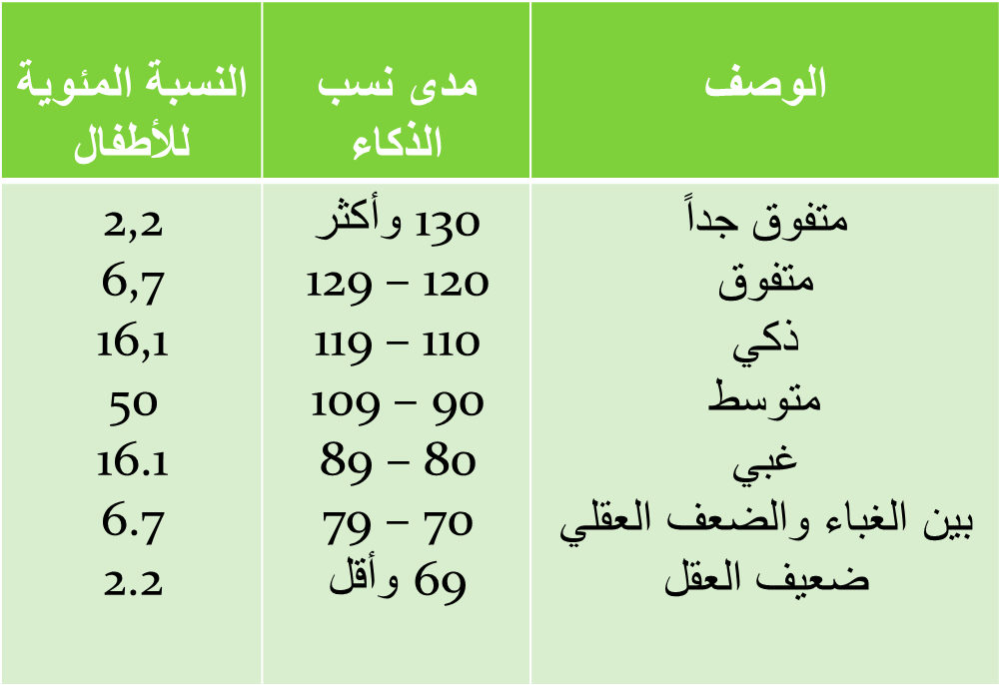 الوصف مدى نسب الذكاء النسبة المئوية للأطفال
متفوق جداً 130 وأكثر 2,2
متفوق 120 – 129 6,7
ذكي 110 – 119 16,1
متوسط 90 – 109 50
غبي 80 – 89 16.1
بين الغباء والضعف العقلي 70 – 79 6.7
ضعيف العقل 69 وأقل 2.2